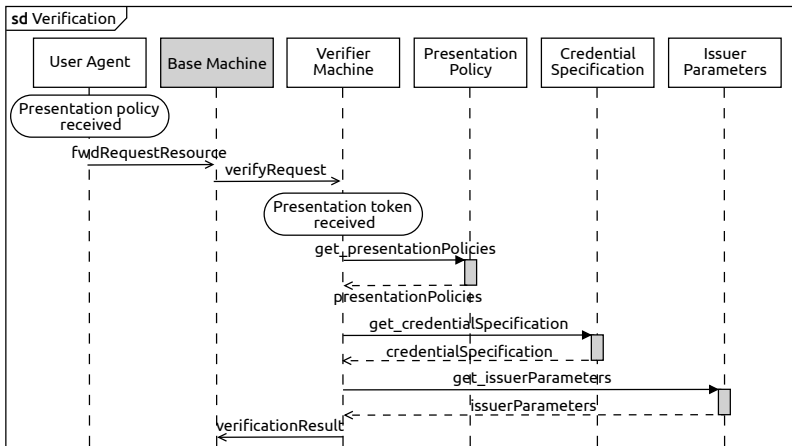 sd Verification
User Agent
Base Machine
Verifier
Machine
Presentation
Policy
Credential
Specification
Issuer
Parameters
Presentation policy
received
fwdRequestResource
verifyRequest
Presentation token
received
get_presentationPolicies
presentationPolicies
get_credentialSpecification
credentialSpecification
get_issuerParameters
issuerParameters
verificationResult